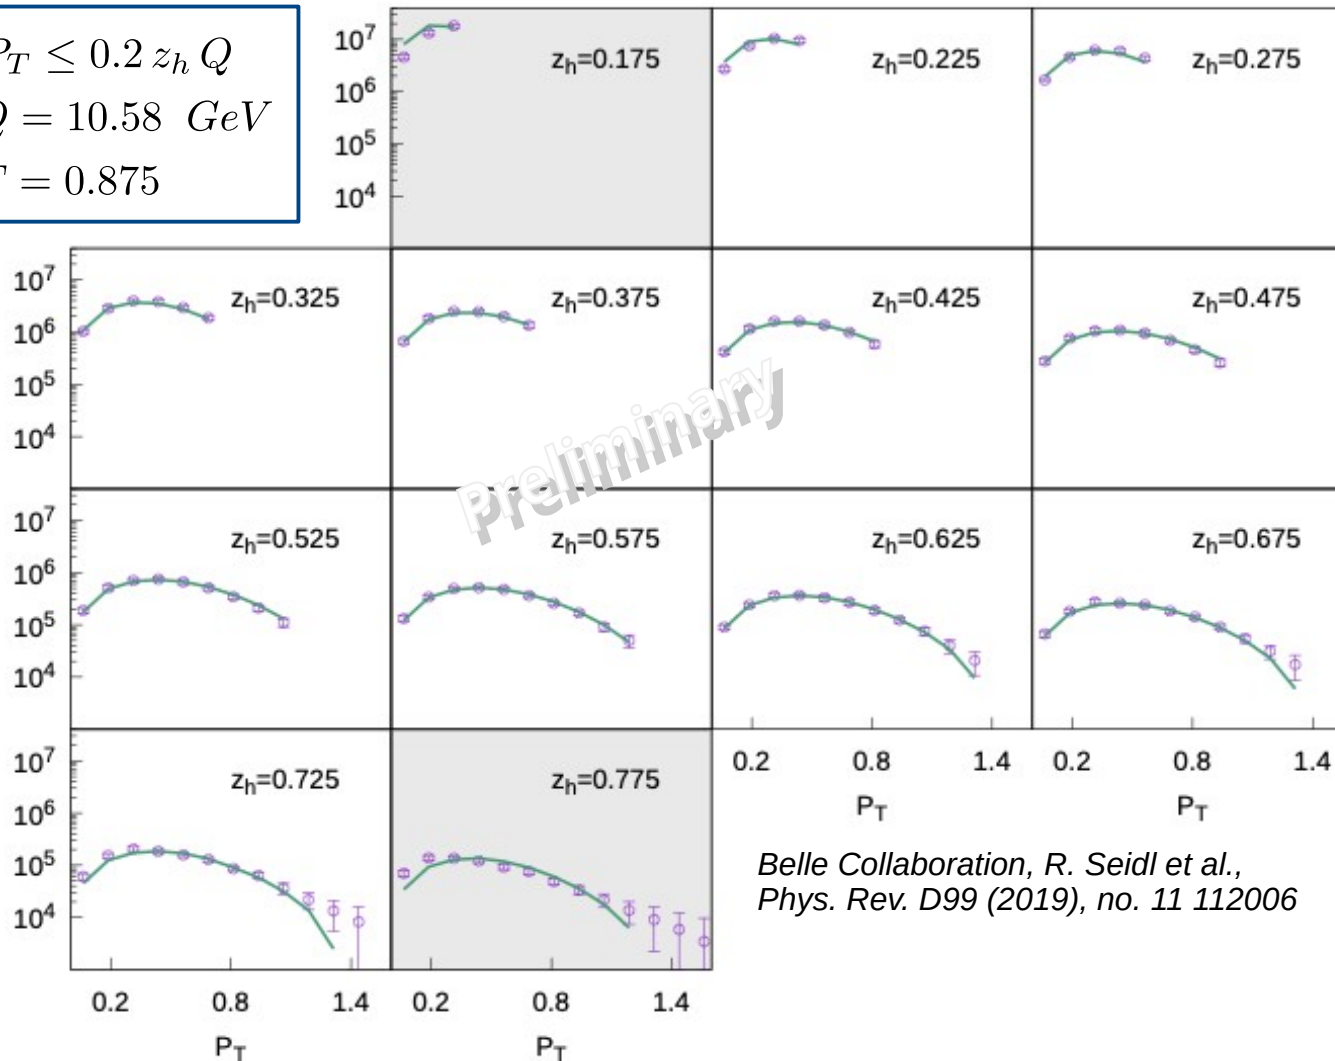 P_T ≤ 0.2 z_h Q
Q = 10.58 GeV
T = 0.875
10^7
10^6
10^5
10^4
z_h=0.175
z_h=0.225
z_h=0.275
10^7
10^6
10^5
10^4
z_h=0.325
z_h=0.375
z_h=0.425
z_h=0.475
Preliminary
10^7
10^6
10^5
10^4
z_h=0.525
z_h=0.575
z_h=0.625
z_h=0.675
10^7
10^6
10^5
10^4
z_h=0.725
z_h=0.775
0.2 0.8 1.4
0.2 0.8 1.4
P_T
P_T
Belle Collaboration, R. Seidl et al.,
Phys. Rev. D99 (2019), no. 11 112006
0.2 0.8 1.4
0.2 0.8 1.4
P_T
P_T